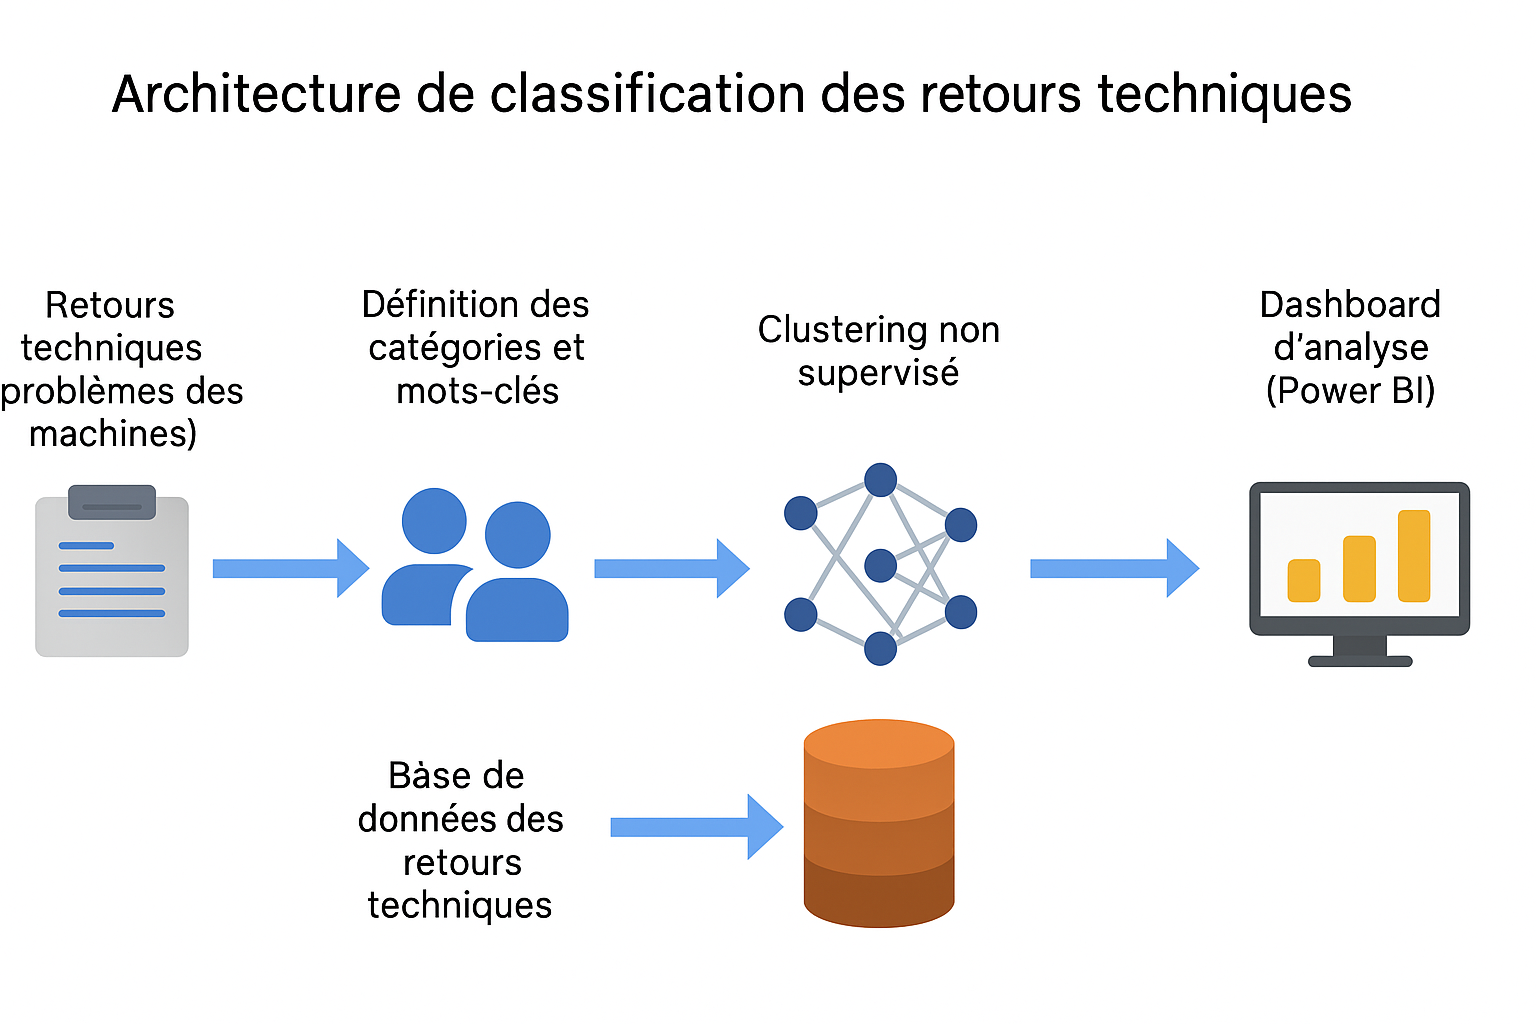 Architecture de classification des retours techniques
Retours
techniques
problèmes des
machines)
Définition des
catégories et
mots-clés
Clustering non
supervisé
Dashboard
d'analyse
(Power BI)
Bȧse de
données des
retours
techniques